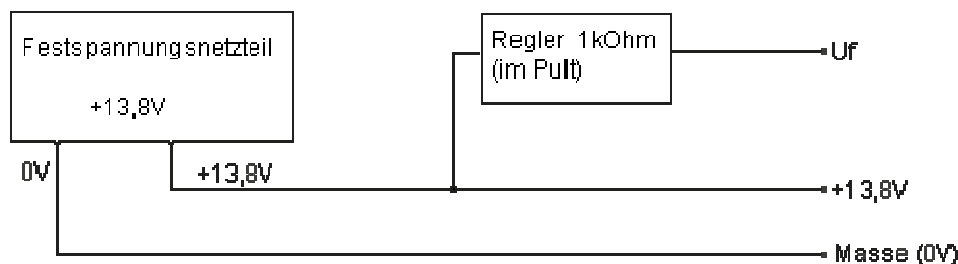 Festspannungsnetzteil
+13,8V
Regler 1kOhm
(im Pult)
Uf
0V
+13,8V
+13,8V
Masse (0V)